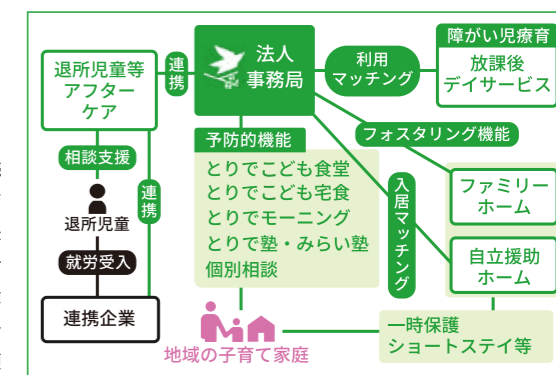 退所児童等
アフター
ケア
連携
法人
事務局
利用
マッチング
障がい児療育
放課後
デイサービス
相談支援
退所児童
就労受入
連携
連携企業
予防的機能
とりでこども食堂
とりでこども宅食
とりでモーニング
とりで塾・みらい塾
個別相談
フォスタリング機能
入居マッチング
ファミリー
ホーム
自立援助
ホーム
一時保護
ショートステイ等
地域の子育て家庭